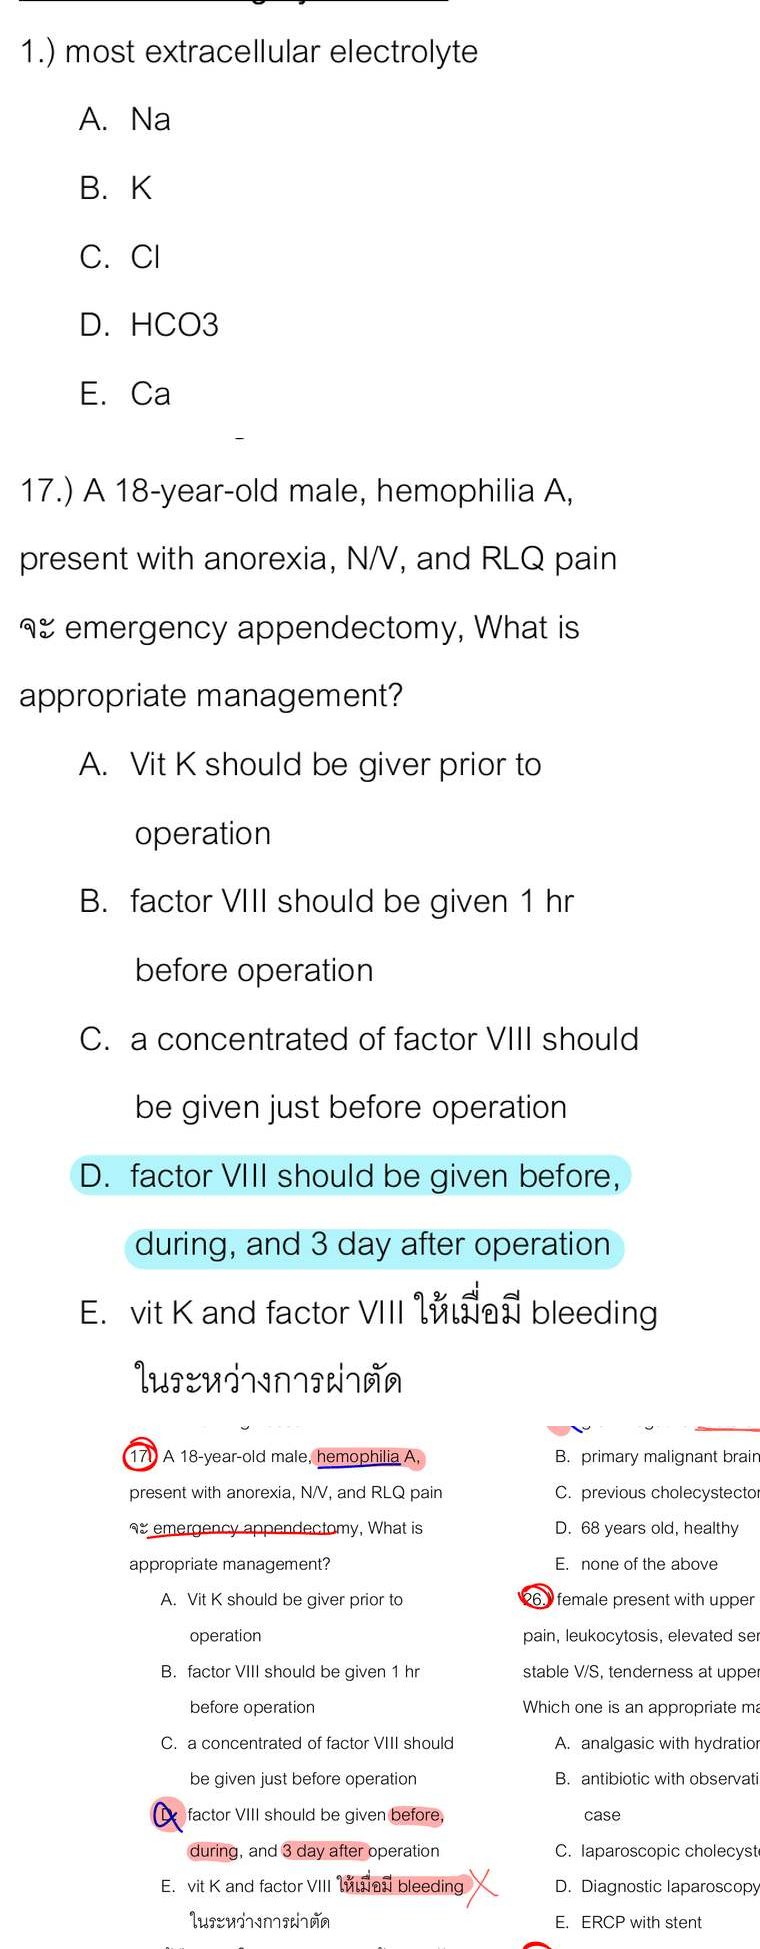 1.) most extracellular electrolyte
A. Na
B. K
C. Cl
D. HCO3
E. Ca
17.) A 18-year-old male, hemophilia A,
present with anorexia, N/V, and RLQ pain
จะ emergency appendectomy, What is
appropriate management?
A. Vit K should be giver prior to
operation
B. factor VIII should be given 1 hr
before operation
C. a concentrated of factor VIII should
be given just before operation
D. factor VIII should be given before,
during, and 3 day after operation
E. vit K and factor VIII ให้เมื่อมี bleeding
ในระหว่างการผ่าตัด
17.) A 18-year-old male, hemophilia A,
present with anorexia, N/V, and RLQ pain
จะ emergency appendectomy, What is
appropriate management?
A. Vit K should be giver prior to
operation
B. factor VIII should be given 1 hr
before operation
C. a concentrated of factor VIII should
be given just before operation
D. factor VIII should be given before,
during, and 3 day after operation
E. vit K and factor VIII ให้เมื่อมี bleeding
ในระหว่างการผ่าตัด
B. primary malignant brain
C. previous
D. 68 years old, healthy
E. none of the above
26.) female present with upper
pain, leukocytosis, elevated
stable V/S, tenderness at upper
Which one is an appropriate
A. analgasic with
B. antibiotic with
case
C. laparoscopic
D. Diagnostic laparoscopy
E. ERCP with stent